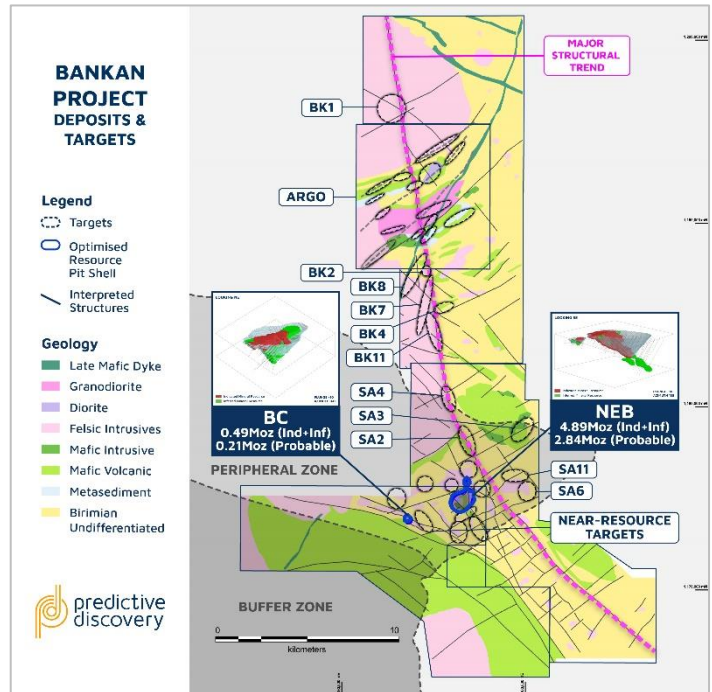 BANKAN
PROJECT
DEPOSITS &
TARGETS
Legend
Targets
Optimised
Resource
Pit Shell
Interpreted
Structures
Geology
Late Mafic Dyke
Granodiorite
Diorite
Felsic Intrusives
Mafic Intrusive
Mafic Volcanic
Metasediment
Birimian
Undifferentiated
predictive
discovery
MAJOR
STRUCTURAL
TREND
BK1
ARGO
BK2
BK8
BK7
BK4
BK11
SA4
SA3
SA2
BC
0.49Moz (Ind+Inf)
0.21Moz (Probable)
NEB
4.89Moz (Ind+Inf)
2.84Moz (Probable)
PERIPHERAL ZONE
SA11
SA6
NEAR-RESOURCE
TARGETS
BUFFER ZONE
0
10
kilometers